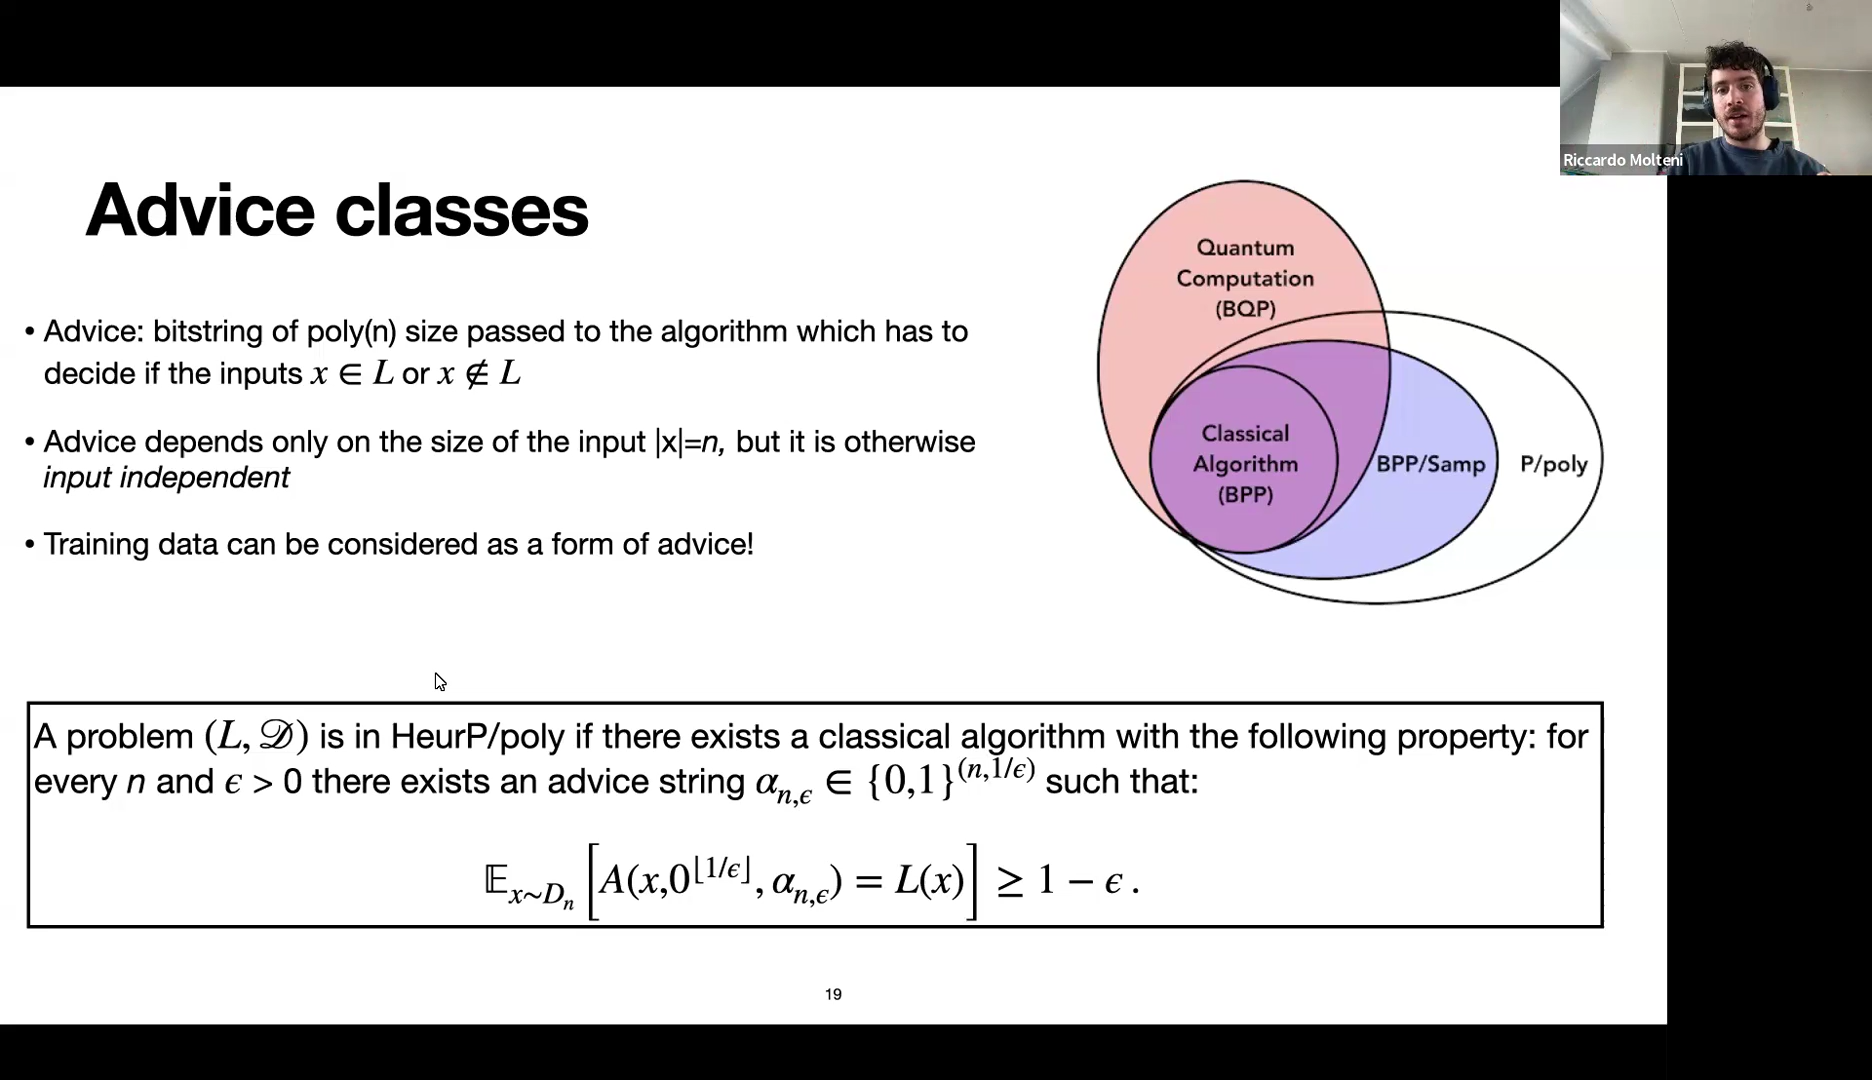 Riccardo Molteni
Advice classes
• Advice: bitstring of poly(n) size passed to the algorithm which has to
decide if the inputs x ∈ L or x ∉ L
• Advice depends only on the size of the input |x|=n, but it is otherwise
input independent
• Training data can be considered as a form of advice!
Quantum
Computation
(BQP)
Classical
Algorithm
(BPP)
BPP/Samp
P/poly
A problem (L, 𝒟) is in HeurP/poly if there exists a classical algorithm with the following property: for
every n and ϵ > 0 there exists an advice string α_{n,ϵ} ∈ {0,1}^{(n,1/ϵ)} such that:
𝔼_{x∼D_n} [A(x,0^{⌊1/ϵ⌋}, α_{n,ϵ}) = L(x)] ≥ 1 − ϵ .
19